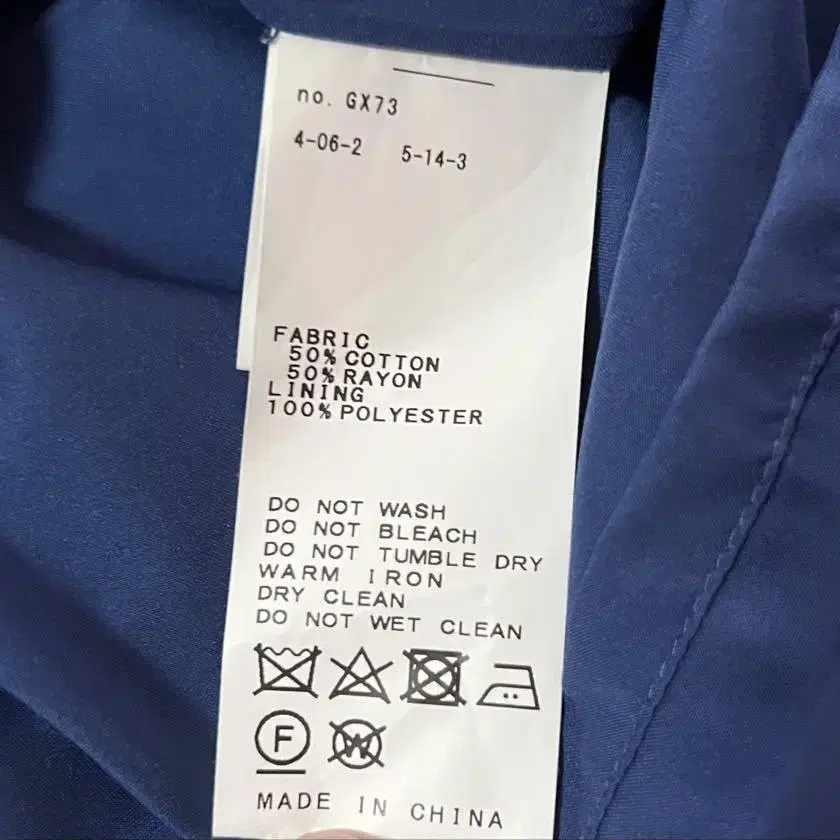 no. GX73
4-06-2 5-14-3
FABRIC
50% COTTON
50% RAYON
LINING
100% POLYESTER
DO NOT WASH
DO NOT BLEACH
DO NOT TUMBLE DRY
WARM IRON
DRY CLEAN
DO NOT WET CLEAN
F W
MADE IN CHINA